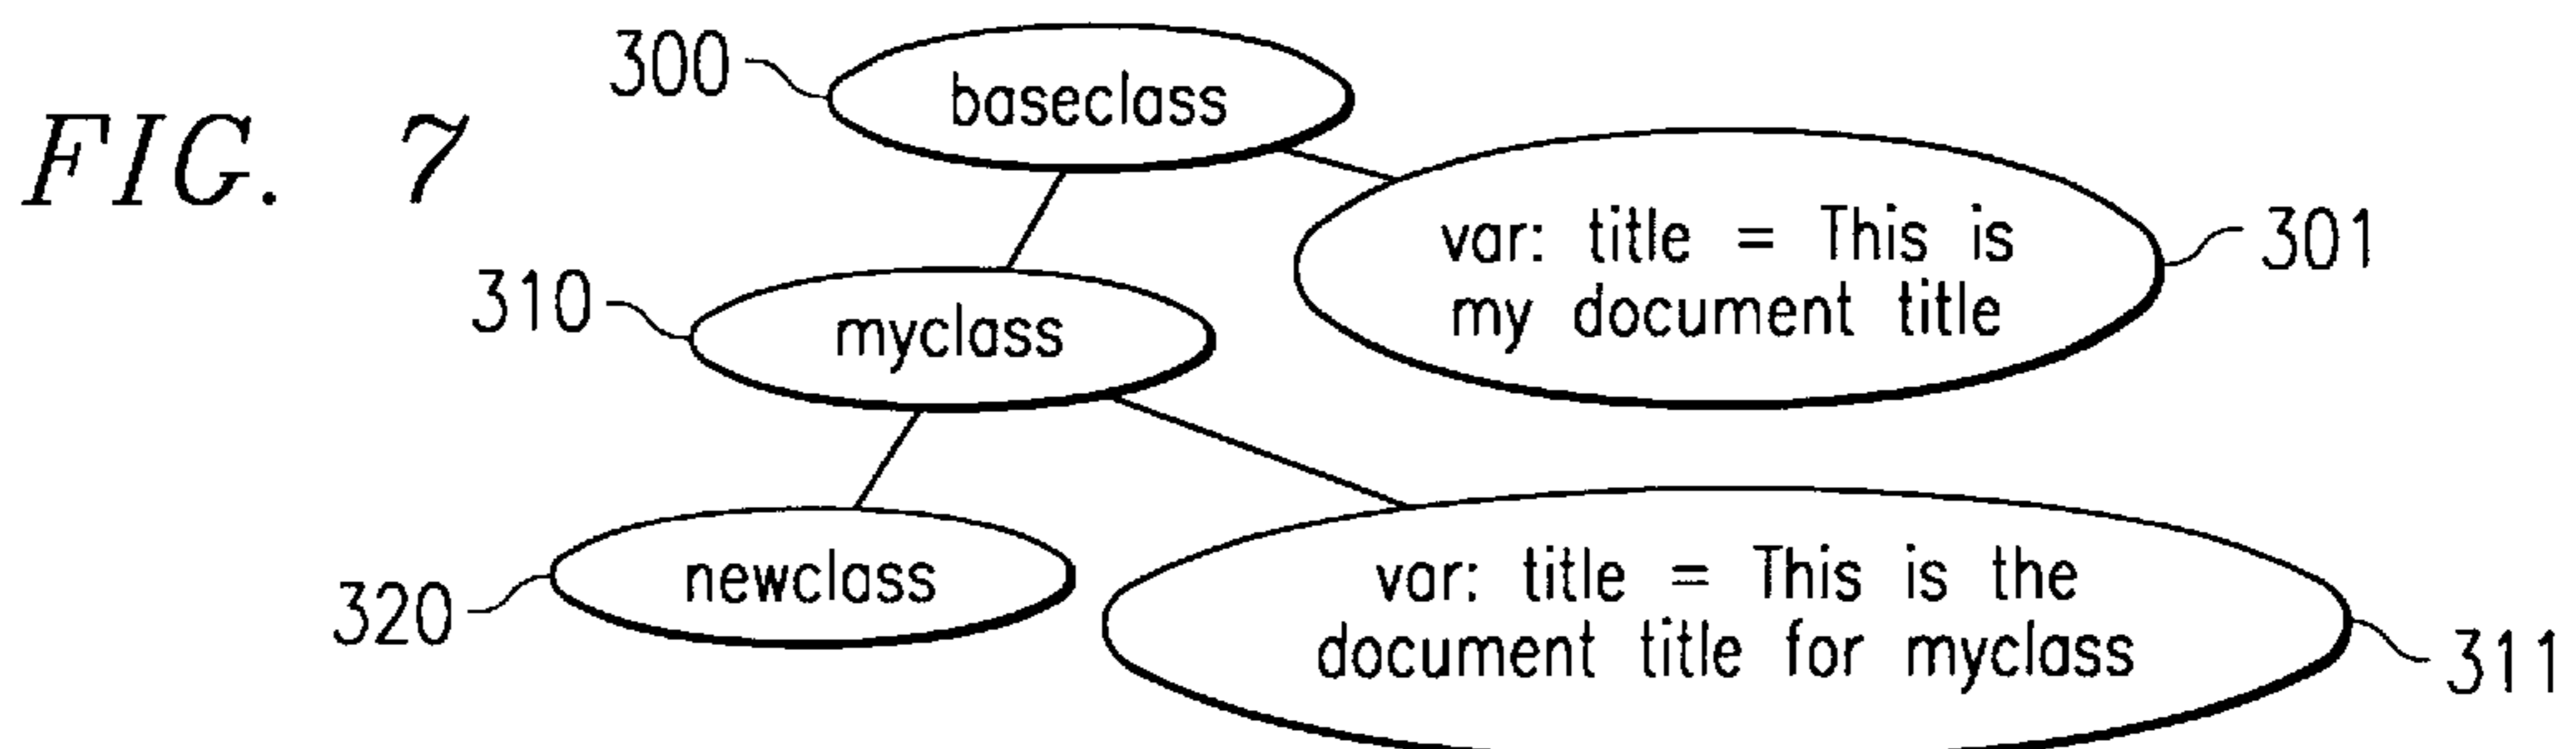 FIG. 7
300
baseclass
var: title = This is
my document title
301
310
myclass
320
newclass
var: title = This is the
document title for myclass
311